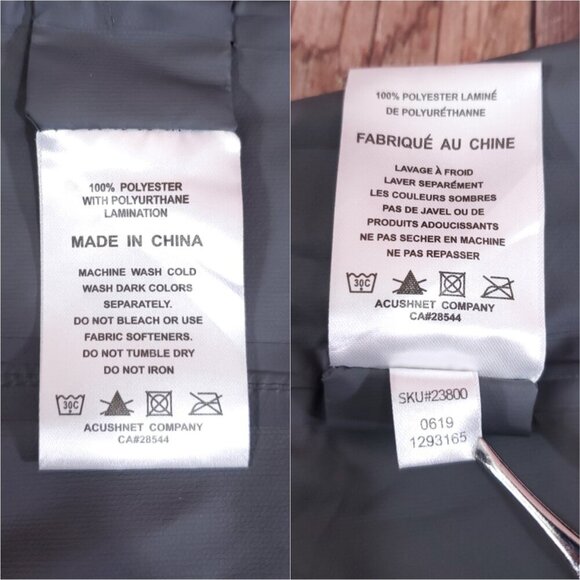 100% POLYESTER
WITH POLYURTHANE
LAMINATION
MADE IN CHINA
MACHINE WASH COLD
WASH DARK COLORS
SEPARATELY.
DO NOT BLEACH OR USE
FABRIC SOFTENERS.
DO NOT TUMBLE DRY
DO NOT IRON
30C
ACUSHNET COMPANY
CA#28544
100% POLYESTER LAMINÉ
DE POLYURÉTHANNE
FABRIQUÉ AU CHINE
LAVAGE À FROID
LAVER SEPARÉMENT
LES COULEURS SOMBRES
PAS DE JAVEL OU DE
PRODUITS ADOUCISSANTS
NE PAS SECHER EN MACHINE
NE PAS REPASSER
30C
ACUSHNET COMPANY
CA#28544
SKU#23800
0619
1293165